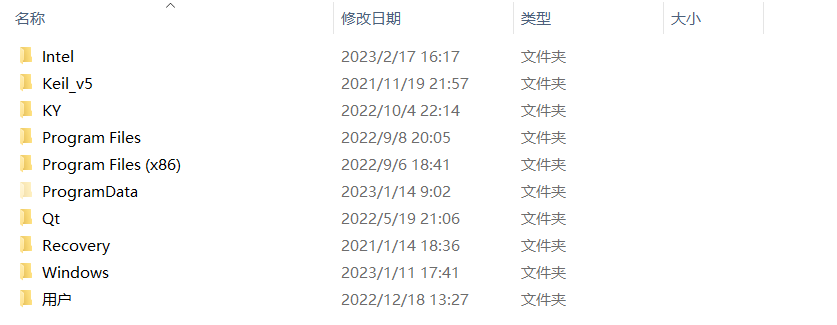 名称 修改日期 类型 大小
Intel 2023/2/17 16:17 文件夹
Keil_v5 2021/11/19 21:57 文件夹
KY 2022/10/4 22:14 文件夹
Program Files 2022/9/8 20:05 文件夹
Program Files (x86) 2022/9/6 18:41 文件夹
ProgramData 2023/1/14 9:02 文件夹
Qt 2022/5/19 21:06 文件夹
Recovery 2021/1/14 18:36 文件夹
Windows 2023/1/11 17:41 文件夹
用户 2022/12/18 13:27 文件夹